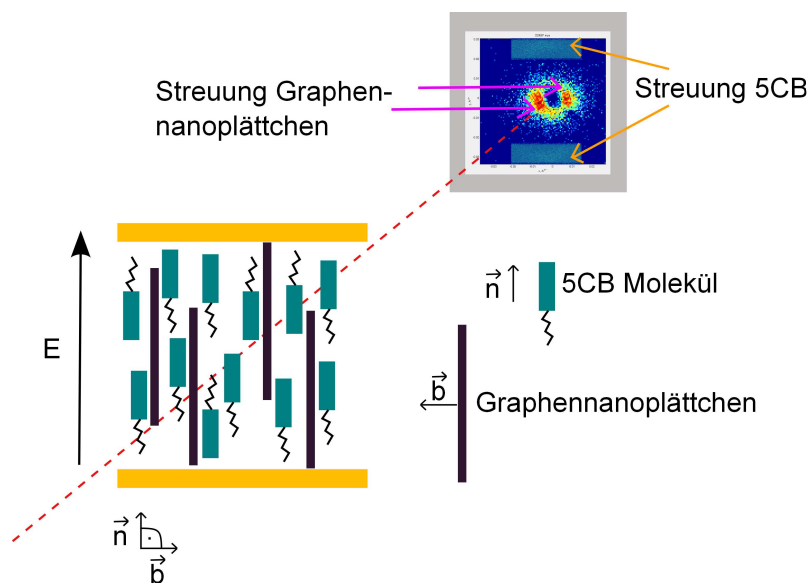 Streuung Graphen-
nanoplättchen
Streuung 5CB
E
n
5CB Molekül
b
Graphennanoplättchen
n
b